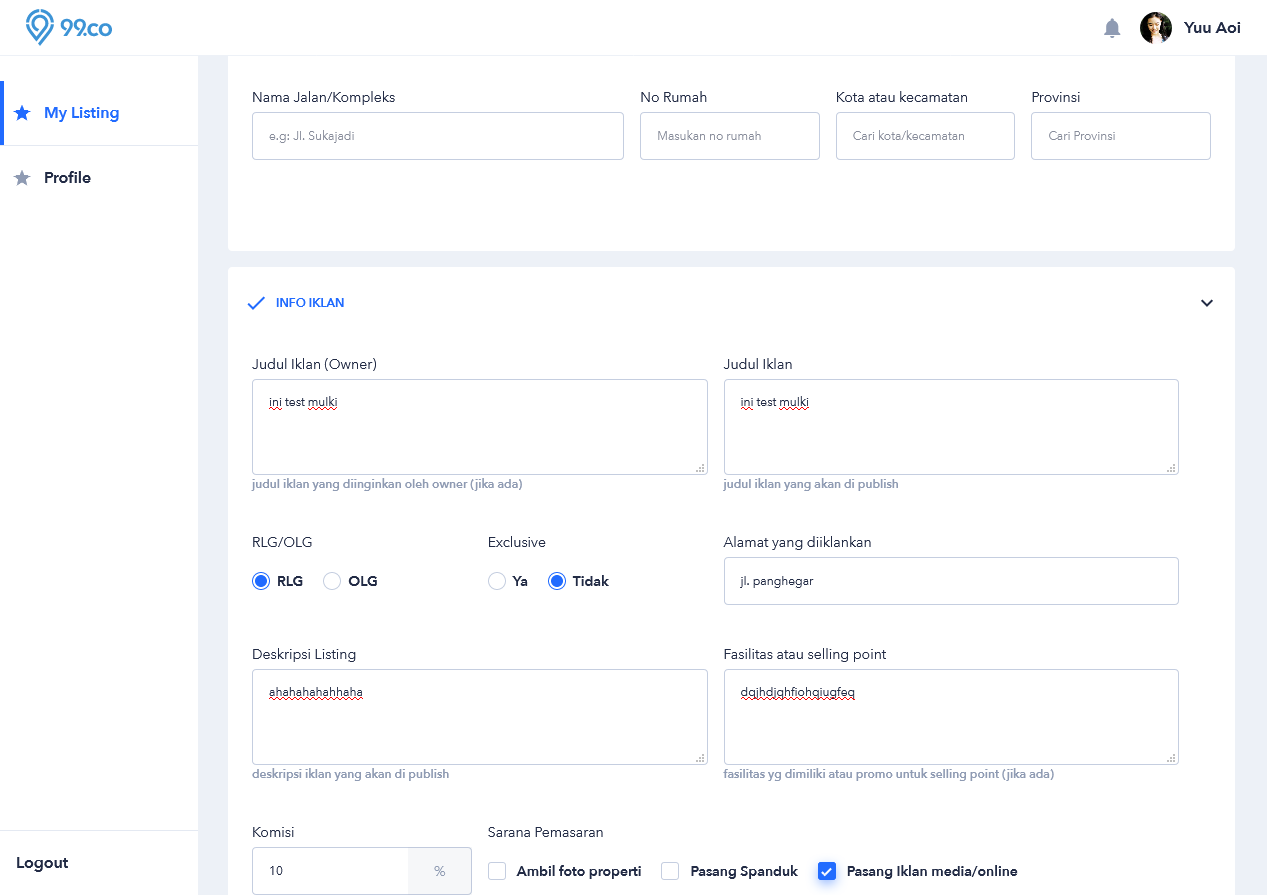 99.co
Yuu Aoi
My Listing
Profile
Logout
Nama Jalan/Kompleks No Rumah Kota atau kecamatan Provinsi
e.g: Jl. Sukajadi Masukan no rumah Cari kota/kecamatan Cari Provinsi
INFO IKLAN
Judul Iklan (Owner) Judul Iklan
ini test mulki ini test mulki
judul iklan yang diinginkan oleh owner (jika ada) judul iklan yang akan di publish
RLG/OLG Exclusive Alamat yang diiklankan
RLG OLG Ya Tidak jl. panghegar
Deskripsi Listing Fasilitas atau selling point
ahahahahahhaha dqjhdjghfiohqiugfeq
deskripsi iklan yang akan di publish fasilitas yg dimiliki atau promo untuk selling point (jika ada)
Komisi Sarana Pemasaran
10 % Ambil foto properti Pasang Spanduk Pasang Iklan media/online